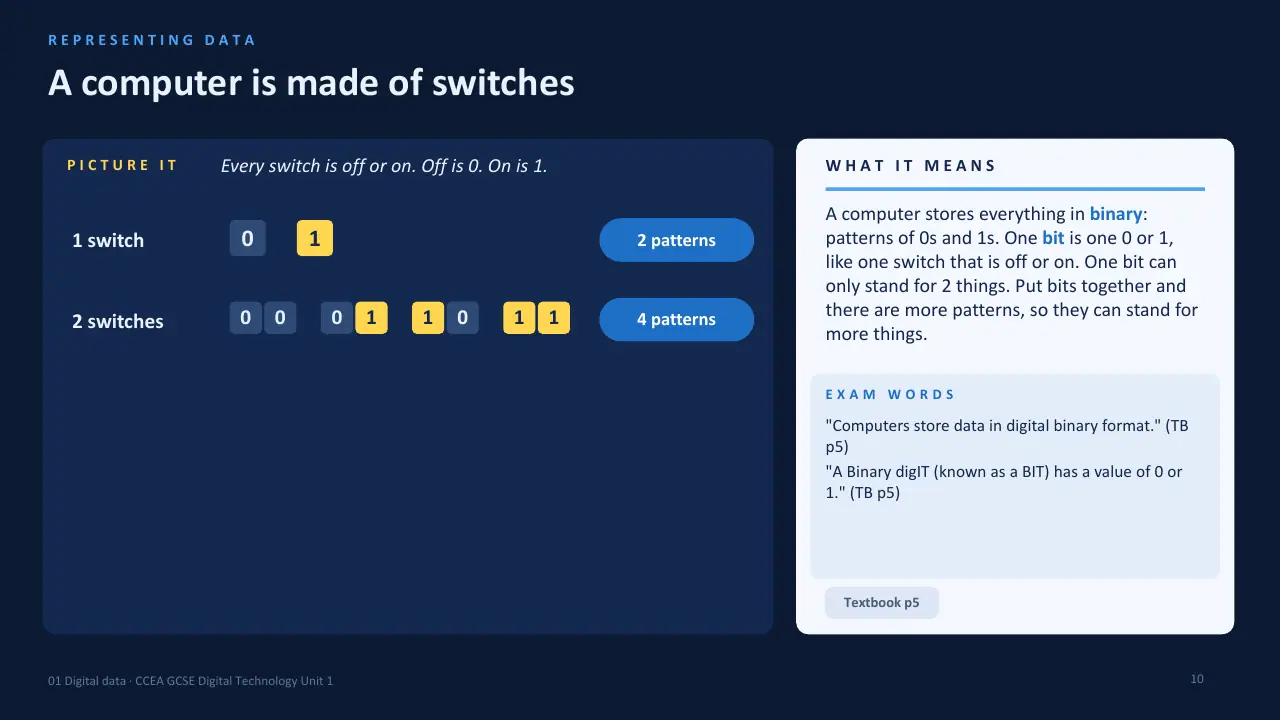 REPRESENTING DATA
A computer is made of switches
PICTURE IT
Every switch is off or on. Off is 0. On is 1.
1 switch
0 1
2 patterns
2 switches
0 0 0 1 1 0 1 1
4 patterns
WHAT IT MEANS
A computer stores everything in binary:
patterns of 0s and 1s. One bit is one 0 or 1,
like one switch that is off or on. One bit can
only stand for 2 things. Put bits together and
there are more patterns, so they can stand for
more things.
EXAM WORDS
"Computers store data in digital binary format." (TB
p5)
"A Binary digIT (known as a BIT) has a value of 0 or
1." (TB p5)
Textbook p5
01 Digital data · CCEA GCSE Digital Technology Unit 1
10